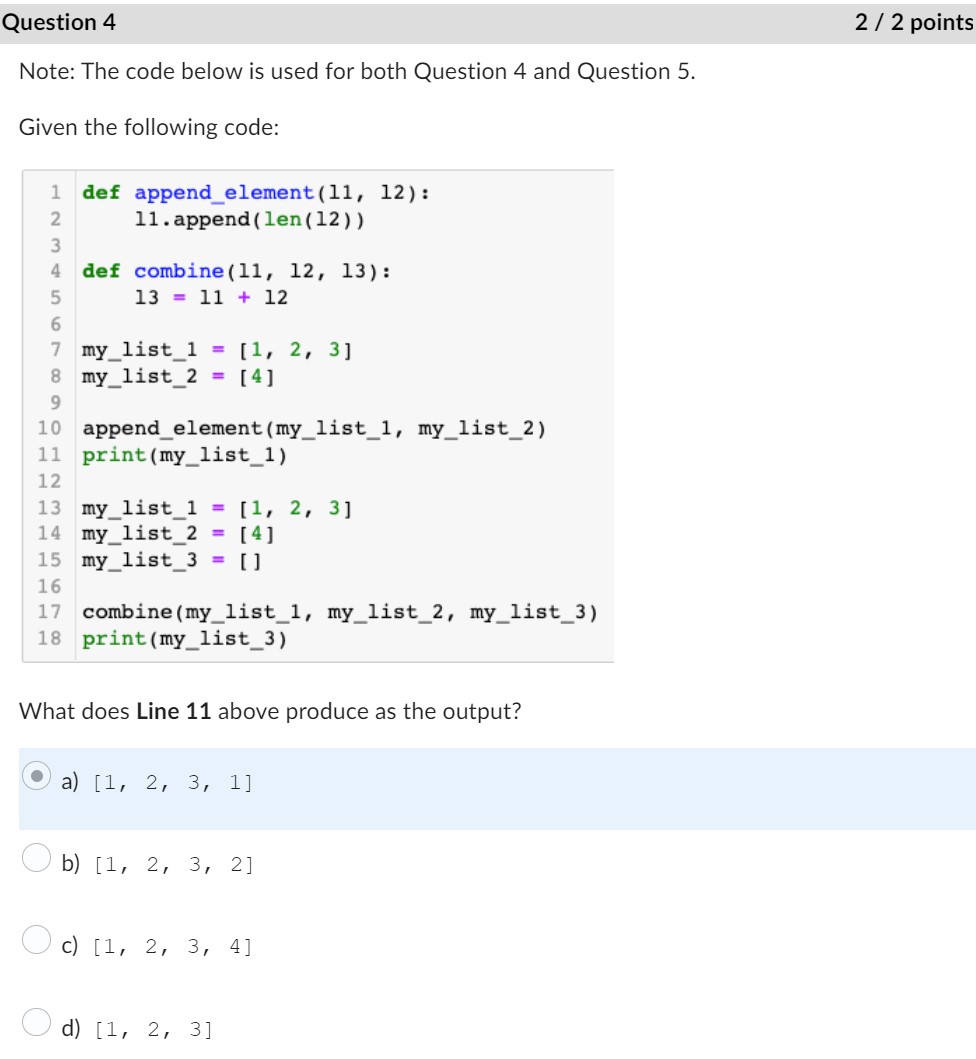 Question 4 2 / 2 points
Note: The code below is used for both Question 4 and Question 5.
Given the following code:
1 def append_element(l1, l2):
2     l1.append(len(l2))
3
4 def combine(l1, l2, l3):
5     l3 = l1 + l2
6
7 my_list_1 = [1, 2, 3]
8 my_list_2 = [4]
9
10 append_element(my_list_1, my_list_2)
11 print(my_list_1)
12
13 my_list_1 = [1, 2, 3]
14 my_list_2 = [4]
15 my_list_3 = []
16
17 combine(my_list_1, my_list_2, my_list_3)
18 print(my_list_3)
What does Line 11 above produce as the output?
a) [1, 2, 3, 1]
b) [1, 2, 3, 2]
c) [1, 2, 3, 4]
d) [1, 2, 3]